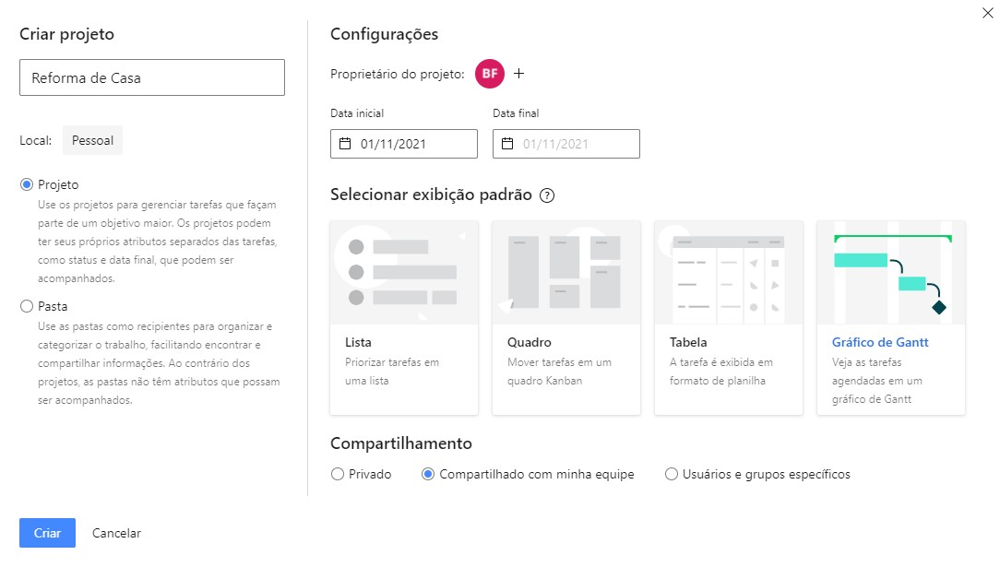 Criar projeto
Reforma de Casa
Local: Pessoal
Projeto
Use os projetos para gerenciar tarefas que façam
parte de um objetivo maior. Os projetos podem
ter seus próprios atributos separados das tarefas,
como status e data final, que podem ser
acompanhados.
Pasta
Use as pastas como recipientes para organizar e
categorizar o trabalho, facilitando encontrar e
compartilhar informações. Ao contrário dos
projetos, as pastas não têm atributos que possam
ser acompanhados.
Criar Cancelar
Configurações
Proprietário do projeto: BF +
Data inicial Data final
01/11/2021 01/11/2021
Selecionar exibição padrão ?
Lista
Priorizar tarefas em
uma lista
Quadro
Mover tarefas em um
quadro Kanban
Tabela
A tarefa é exibida em
formato de planilha
Gráfico de Gantt
Veja as tarefas
agendadas em um
gráfico de Gantt
Compartilhamento
Privado Compartilhado com minha equipe Usuários e grupos específicos